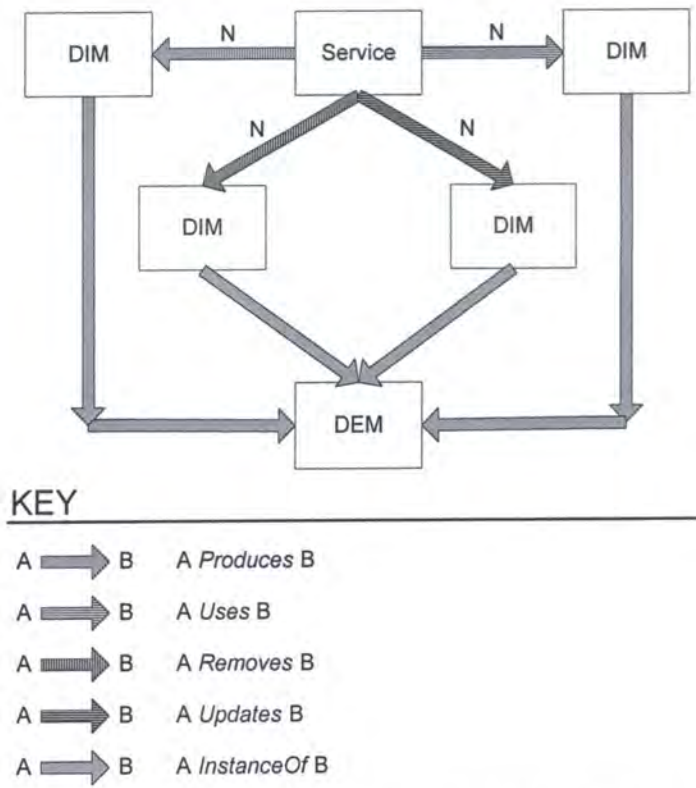 DIM
N
Service
N
DIM
N
N
DIM
DIM
DEM
KEY
A B A Produces B
A B A Uses B
A B A Removes B
A B A Updates B
A B A InstanceOf B